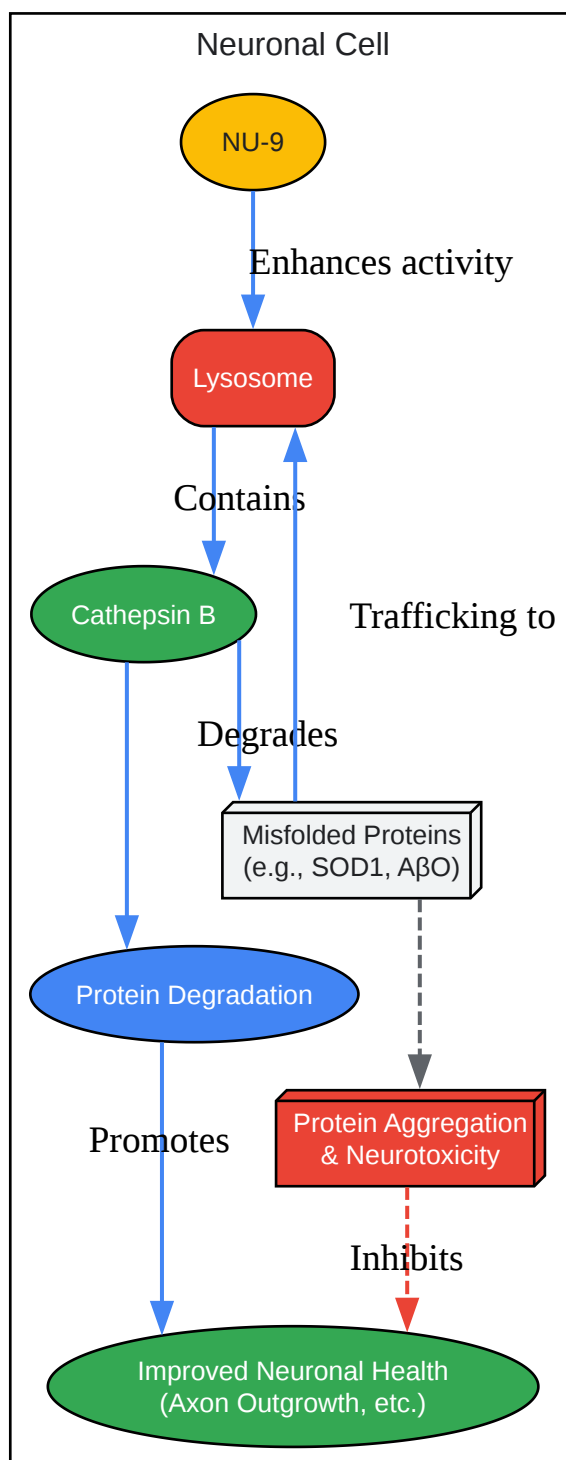 Neuronal Cell
NU-9
Enhances activity
Lysosome
Contains
Cathepsin B
Trafficking to
Degrades
Misfolded Proteins
(e.g., SOD1, AβO)
Protein Degradation
Protein Aggregation
& Neurotoxicity
Promotes
Inhibits
Improved Neuronal Health
(Axon Outgrowth, etc.)